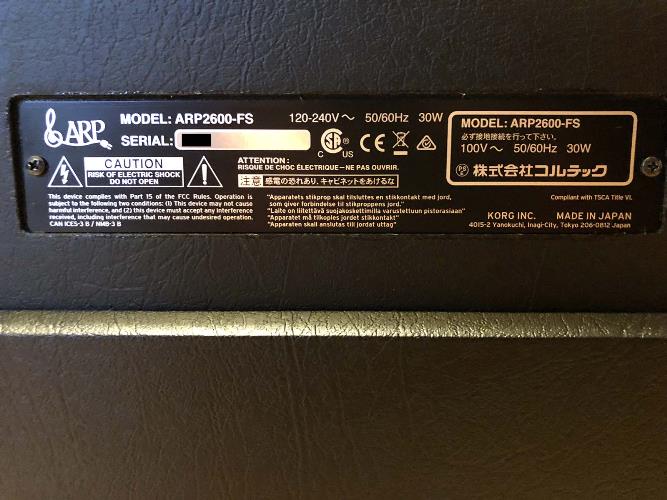 ARP
MODEL: ARP2600-FS 120-240V~ 50/60Hz 30W
SERIAL:
C US
CAUTION
RISK OF ELECTRIC SHOCK
DO NOT OPEN
ATTENTION:
RISQUE DE CHOC ÉLECTRIQUE–NE PAS OUVRIR.
注意 感電の恐れあり、キャビネットをあけるな
This device complies with Part 15 of the FCC Rules. Operation is
subject to the following two conditions: (1) This device may not cause
harmful interference, and (2) this device must accept any interference
received, including interference that may cause undesired operation.
CAN ICES-3 B / NMB-3 B
"Apparatets stikprop skal tilsluttes en stikkontakt med jord,
som giver forbindelse til stikproppens jord."
"Laite on liitettävä suojakoskettimilla varustettuun pistorasiaan"
"Apparatet må tilkoples jordet stikkontakt"
"Apparaten skall anslutas till jordat uttag"
MODEL: ARP2600-FS
必ず接地接続を行って下さい。
100V~ 50/60Hz 30W
株式会社コルテック
Compliant with TSCA Title VI.
KORG INC. MADE IN JAPAN
4015-2 Yanokuchi, Inagi-City, Tokyo 206-0812 Japan